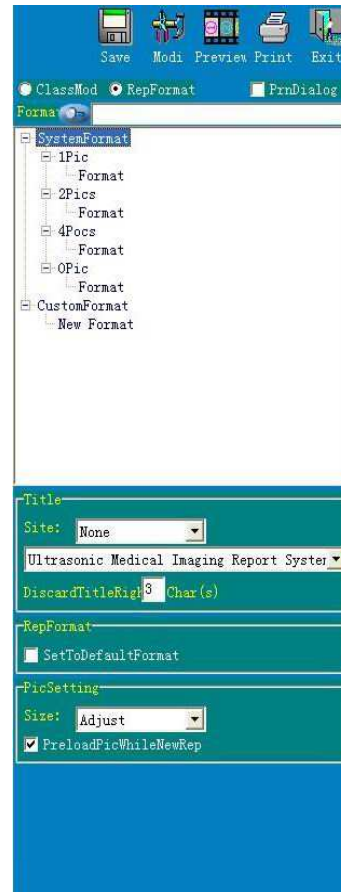 Save Modi Preview Print Exit
ClassMod RepFormat PrnDialog
Forma
SystemFormat
1Pic
Format
2Pics
Format
4Pocs
Format
0Pic
Format
CustomFormat
New Format
Title
Site: None
Ultrasonic Medical Imaging Report System
DiscardTitleRigh 3 Char(s)
RepFormat
SetToDefaultFormat
PicSetting
Size: Adjust
PreloadPicWhileNewRep